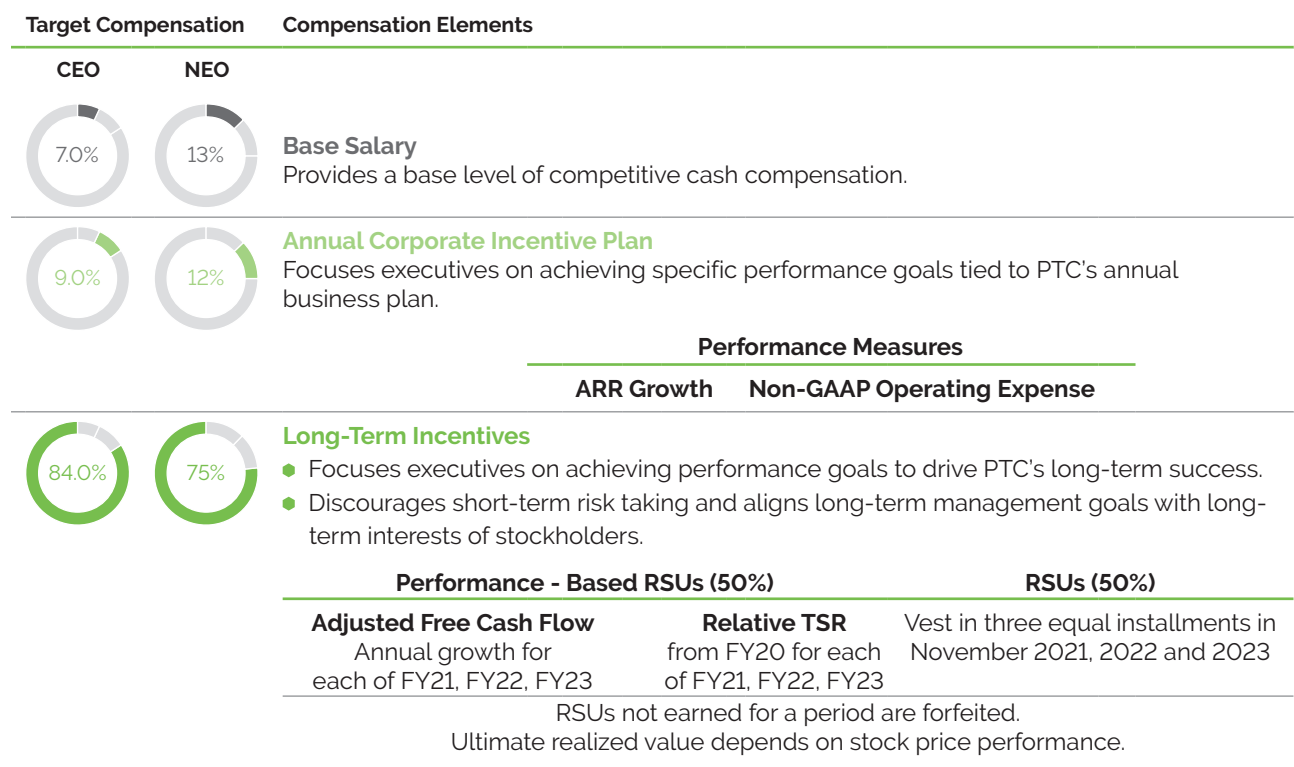 Target Compensation Compensation Elements
CEO NEO
7.0% 13%
Base Salary
Provides a base level of competitive cash compensation.
9.0% 12%
Annual Corporate Incentive Plan
Focuses executives on achieving specific performance goals tied to PTC's annual
business plan.
Performance Measures
ARR Growth Non-GAAP Operating Expense
84.0% 75%
Long-Term Incentives
Focuses executives on achieving performance goals to drive PTC's long-term success.
Discourages short-term risk taking and aligns long-term management goals with long-
term interests of stockholders.
Performance - Based RSUs (50%) RSUs (50%)
Adjusted Free Cash Flow Relative TSR Vest in three equal installments in
Annual growth for from FY20 for each November 2021, 2022 and 2023
each of FY21, FY22, FY23 of FY21, FY22, FY23
RSUs not earned for a period are forfeited.
Ultimate realized value depends on stock price performance.